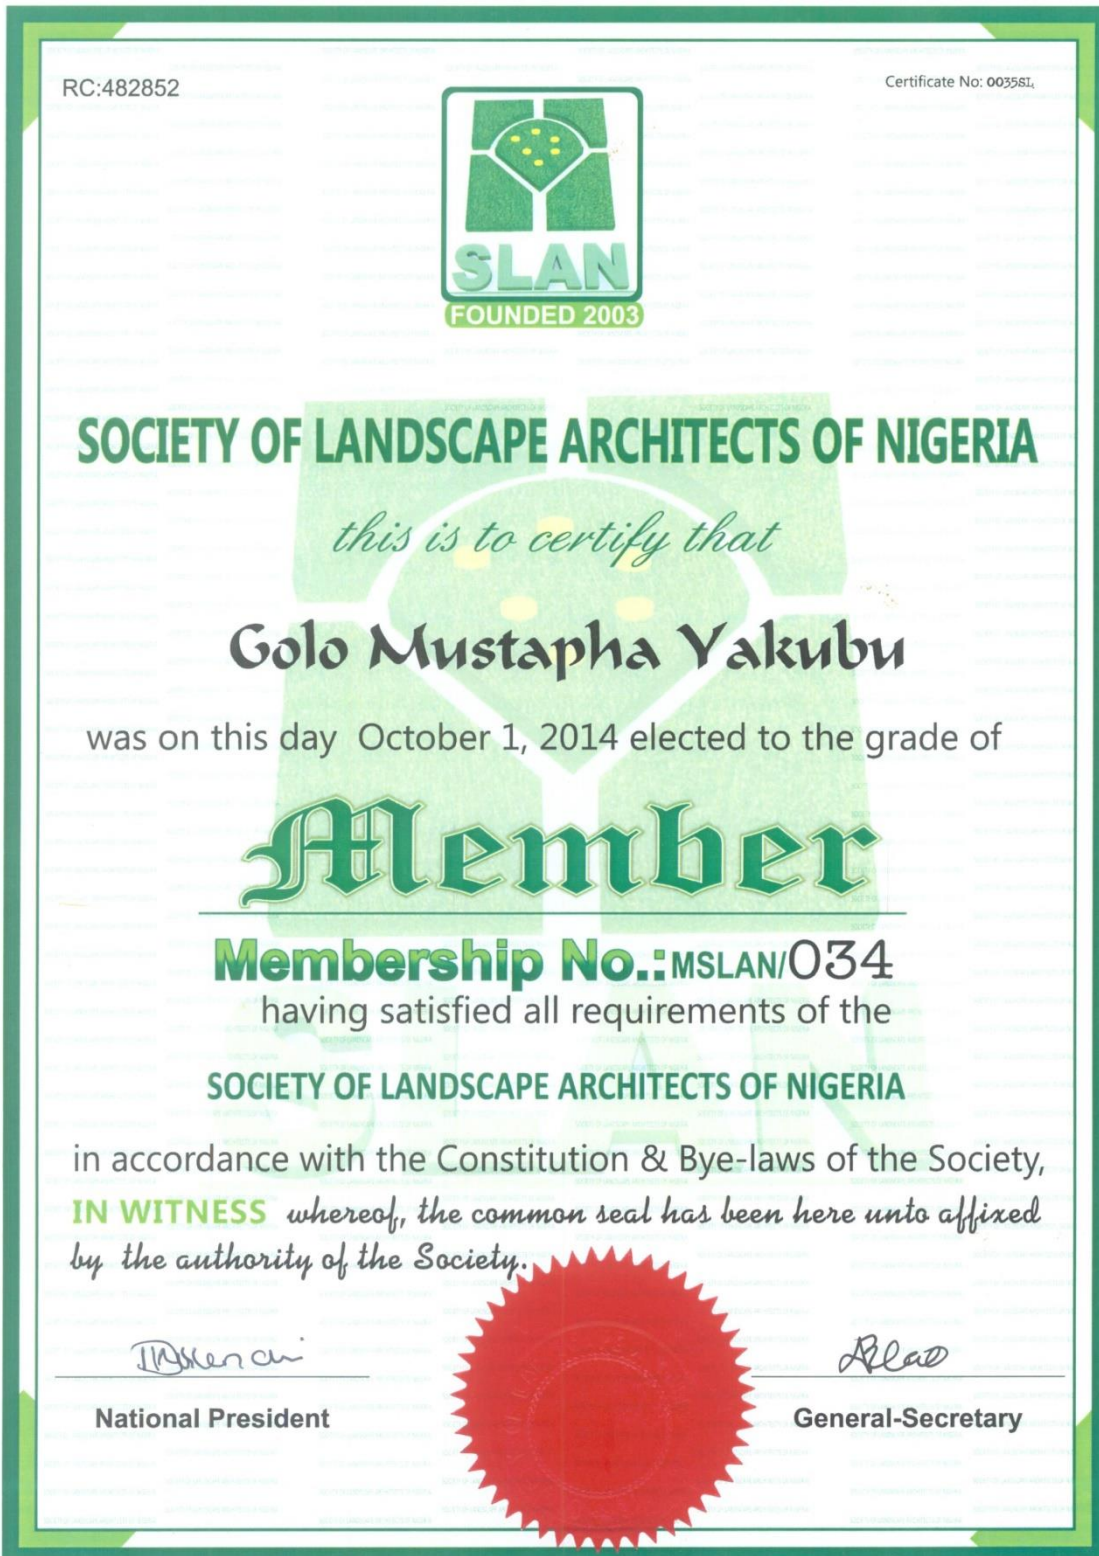 RC:482852
Certificate No: 0035SL
SLAN
FOUNDED 2003
SOCIETY OF LANDSCAPE ARCHITECTS OF NIGERIA
this is to certify that
Golo Mustapha Yakubu
was on this day October 1, 2014 elected to the grade of
Member
Membership No.:MSLAN/034
having satisfied all requirements of the
SOCIETY OF LANDSCAPE ARCHITECTS OF NIGERIA
in accordance with the Constitution & Bye-laws of the Society,
IN WITNESS whereof, the common seal has been here unto affixed
by the authority of the Society.
National President
General-Secretary